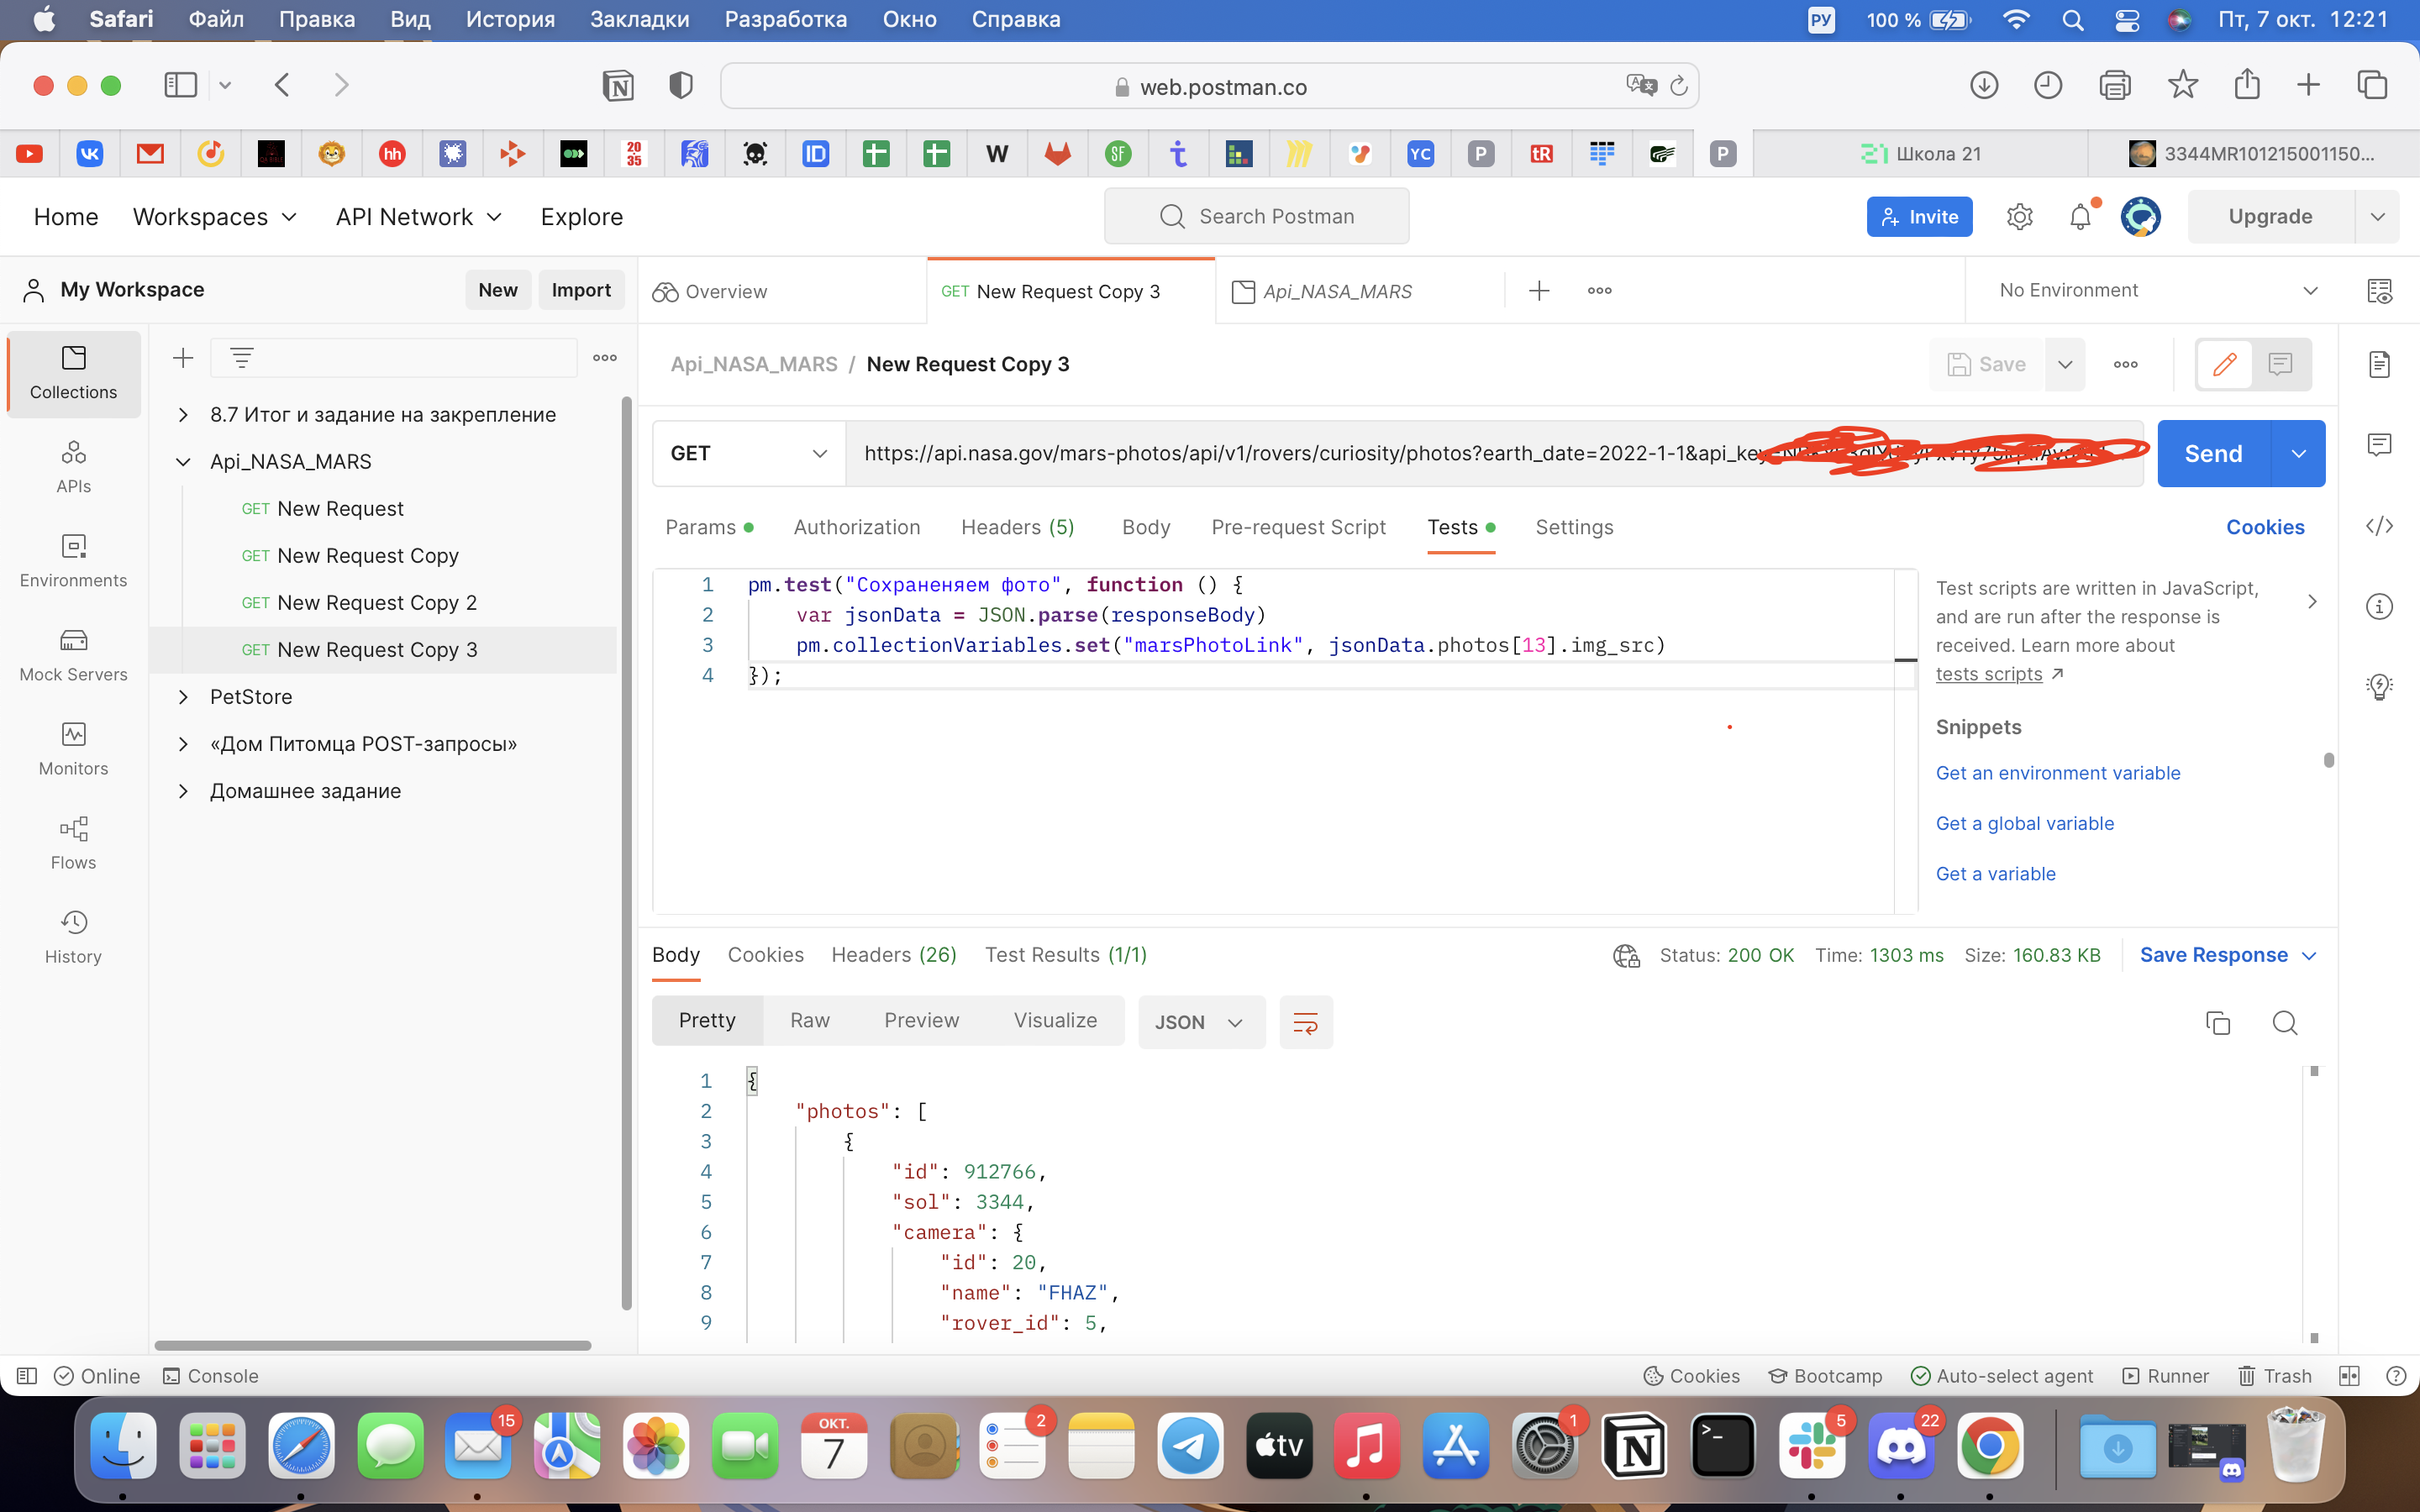 Safari Файл Правка Вид История Закладки Разработка Окно Справка РУ 100 % Пт, 7 окт. 12:21
web.postman.co
hh 20 35 ID W SF t YC P tR P Школа 21 3344MR101215001150...
Home Workspaces API Network Explore Search Postman Invite Upgrade
My Workspace New Import Overview GET New Request Copy 3 Api_NASA_MARS No Environment
Collections
APIs
Environments
Mock Servers
Monitors
Flows
History
8.7 Итог и задание на закрепление
Api_NASA_MARS
GET New Request
GET New Request Copy
GET New Request Copy 2
GET New Request Copy 3
PetStore
«Дом Питомца POST-запросы»
Домашнее задание
Api_NASA_MARS / New Request Copy 3 Save
GET https://api.nasa.gov/mars-photos/api/v1/rovers/curiosity/photos?earth_date=2022-1-1&api_key= Send
Params Authorization Headers (5) Body Pre-request Script Tests Settings Cookies
1 pm.test("Сохраненяем фото", function () {
2 var jsonData = JSON.parse(responseBody)
3 pm.collectionVariables.set("marsPhotoLink", jsonData.photos[13].img_src)
4 });
Test scripts are written in JavaScript,
and are run after the response is
received. Learn more about
tests scripts
Snippets
Get an environment variable
Get a global variable
Get a variable
Body Cookies Headers (26) Test Results (1/1) Status: 200 OK Time: 1303 ms Size: 160.83 KB Save Response
Pretty Raw Preview Visualize JSON
1 {
2 "photos": [
3 {
4 "id": 912766,
5 "sol": 3344,
6 "camera": {
7 "id": 20,
8 "name": "FHAZ",
9 "rover_id": 5,
Online Console Cookies Bootcamp Auto-select agent Runner Trash
15 ОКТ. 7 2 tv 1 5 22